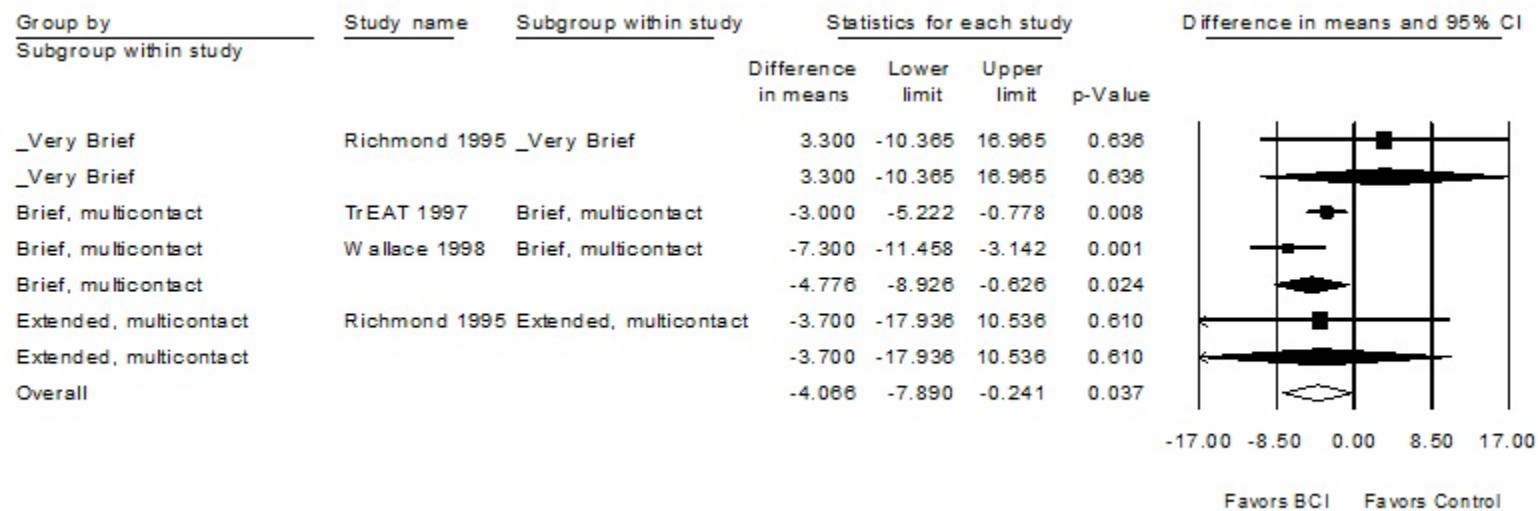 Group by Study name Subgroup within study Statistics for each study Difference in means and 95% CI
Subgroup within study
Difference Lower Upper
in means limit limit p-Value
_Very Brief Richmond 1995 _Very Brief 3.300 -10.365 16.965 0.636
_Very Brief 3.300 -10.365 16.965 0.636
Brief, multicontact TrEAT 1997 Brief, multicontact -3.000 -5.222 -0.778 0.008
Brief, multicontact Wallace 1998 Brief, multicontact -7.300 -11.458 -3.142 0.001
Brief, multicontact -4.776 -8.926 -0.626 0.024
Extended, multicontact Richmond 1995 Extended, multicontact -3.700 -17.936 10.536 0.610
Extended, multicontact -3.700 -17.936 10.536 0.610
Overall -4.066 -7.890 -0.241 0.037
-17.00 -8.50 0.00 8.50 17.00
Favors BCI Favors Control